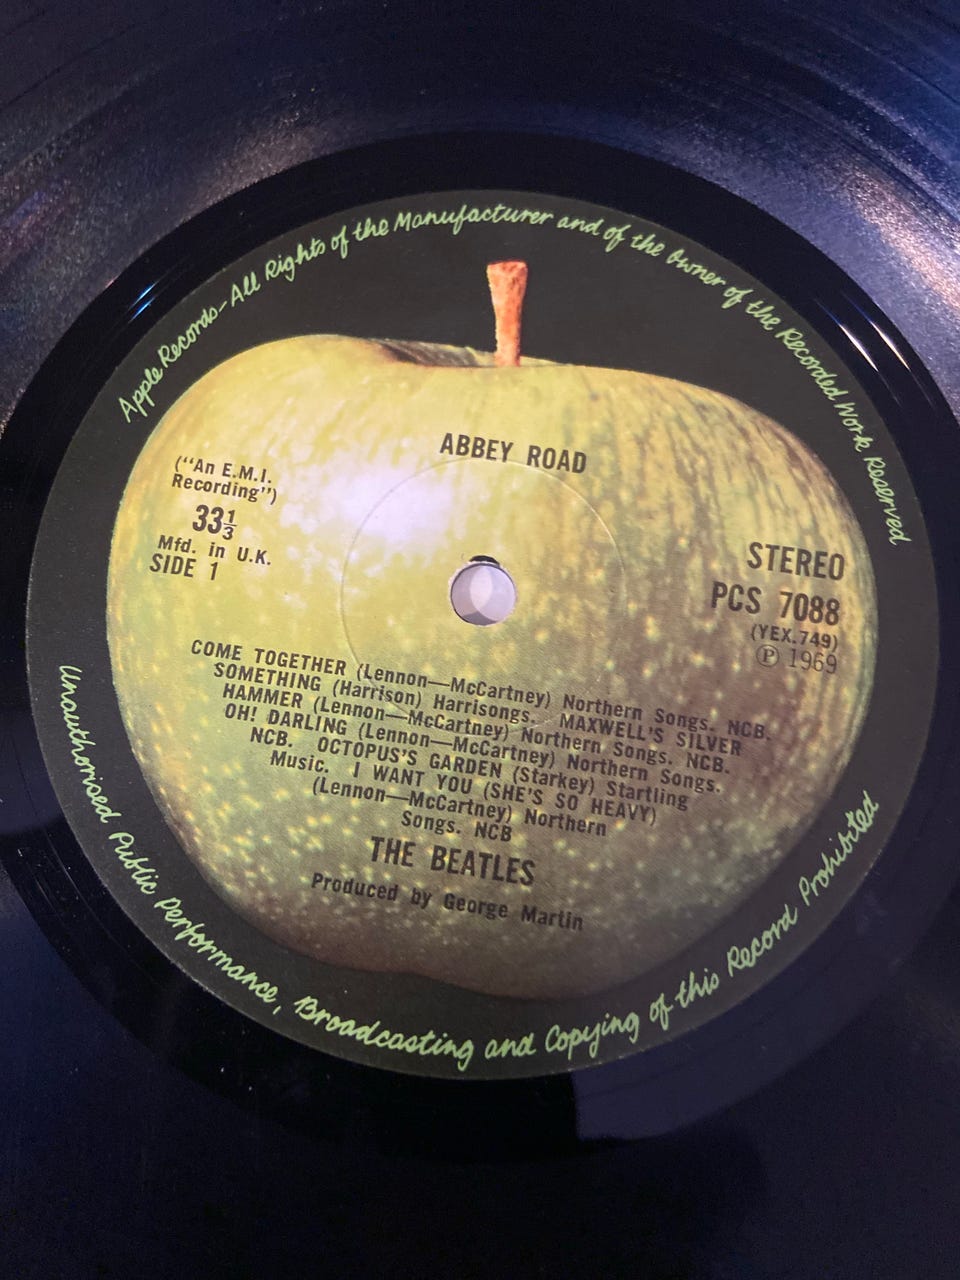 Apple Records-All Rights of the Manufacturer and of the Owner of the Recorded Work Reserved
ABBEY ROAD
("An E.M.I.
Recording")
33⅓
Mfd. in U.K.
SIDE 1
STEREO
PCS 7088
(YEX.749)
Ⓟ 1969
COME TOGETHER (Lennon—McCartney) Northern Songs. NCB.
SOMETHING (Harrison) Harrisongs. MAXWELL'S SILVER
HAMMER (Lennon—McCartney) Northern Songs. NCB.
OH! DARLING (Lennon—McCartney) Northern Songs.
NCB. OCTOPUS'S GARDEN (Starkey) Startling
Music. I WANT YOU (SHE'S SO HEAVY)
(Lennon—McCartney) Northern
Songs. NCB
THE BEATLES
Produced by George Martin
Unauthorised Public Performance, Broadcasting and Copying of this Record Prohibited